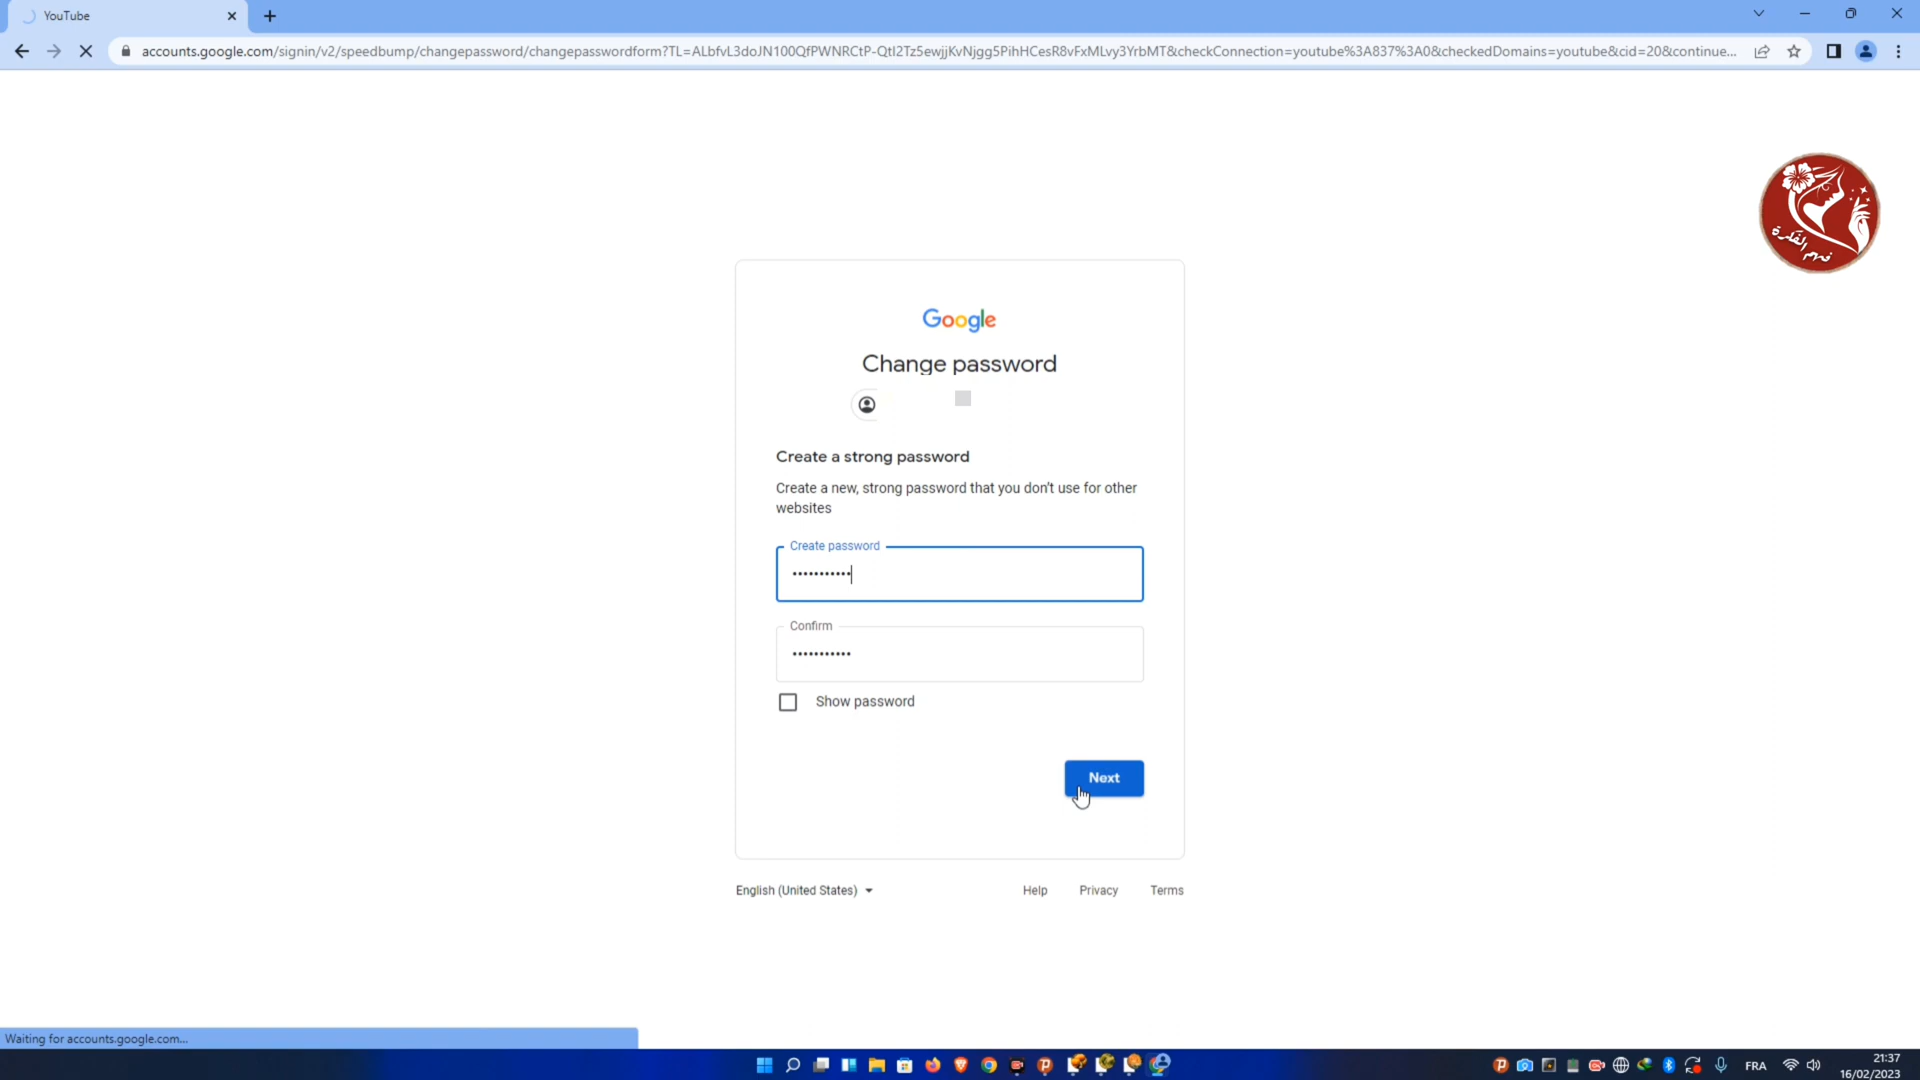 YouTube
accounts.google.com/signin/v2/speedbump/changepassword/changepasswordform?TL=ALbfvL3doJN100QfPWNRCtP-QtI2Tz5ewjjKvNjgg5PihHCesR8vFxMLvy3YrbMT&checkConnection=youtube%3A837%3A0&checkedDomains=youtube&cid=20&continue...
فهم الفكرة
Google
Change password
Create a strong password
Create a new, strong password that you don't use for other
websites
Create password
•••••••••••
Confirm
•••••••••••
Show password
Next
English (United States)
Help Privacy Terms
Waiting for accounts.google.com...
FRA
21:37
16/02/2023